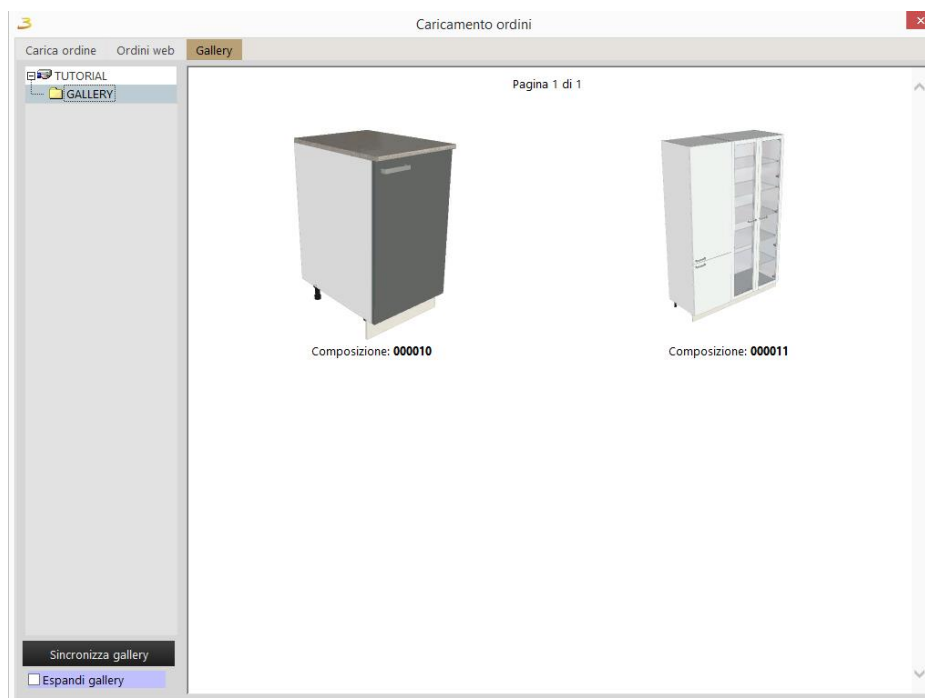 Caricamento ordini
Carica ordine Ordini web Gallery
TUTORIAL
GALLERY
Pagina 1 di 1
Composizione: 000010
Composizione: 000011
Sincronizza gallery
Espandi gallery